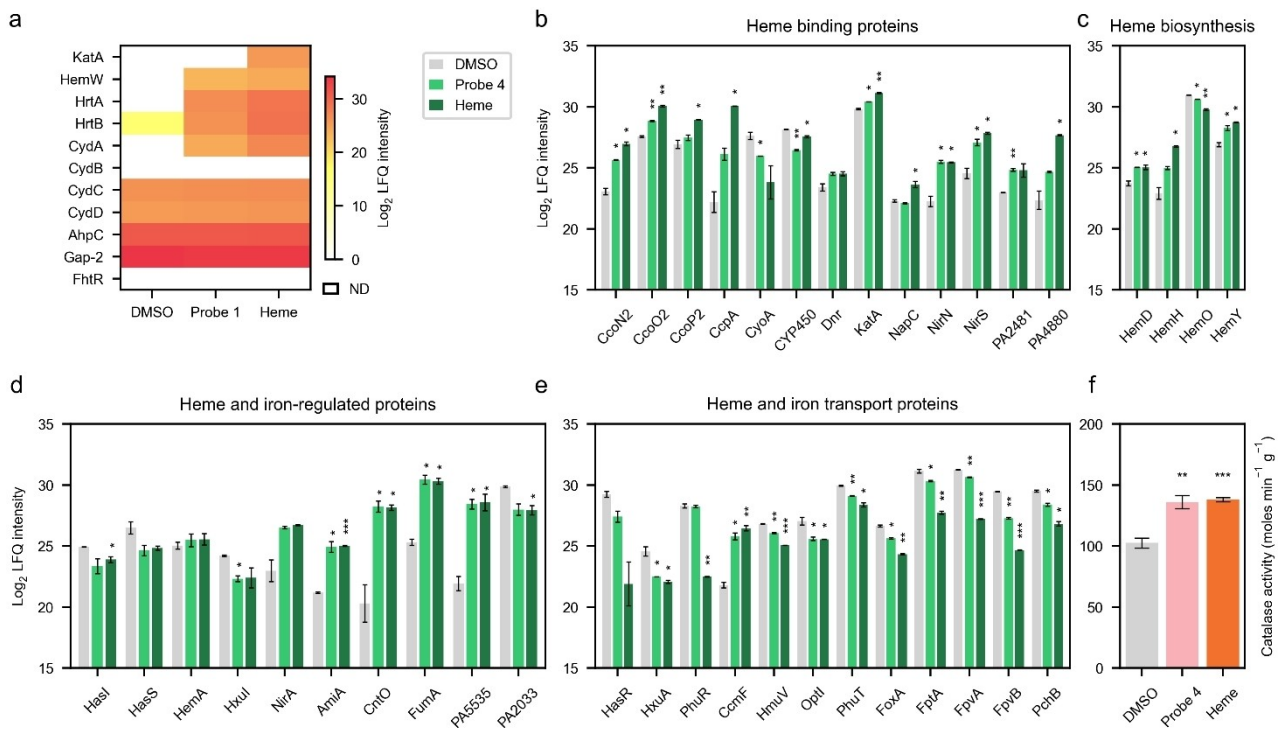 a
KatA
HemW
HrtA
HrtB
CydA
CydB
CydC
CydD
AhpC
Gap-2
FhtR
DMSO Probe 1 Heme
30
20
10
0
Log2 LFQ intensity
ND
DMSO
Probe 4
Heme
b
Heme binding proteins
35
30
25
20
15
Log2 LFQ intensity
* *
** **
*
*
*
** *
* **
*
* *
* *
**
*
CcoN2 CcoO2 CcoP2 CcpA CyoA CYP450 Dnr KatA NapC NirN NirS PA2481 PA4880
c
Heme biosynthesis
35
30
25
20
15
* *
*
* **
* *
HemD HemH HemO HemY
d
Heme and iron-regulated proteins
35
30
25
20
15
Log2 LFQ intensity
*
*
* ***
* *
* *
* *
*
HasI HasS HemA HxuI NirA AmiA CntO FumA PA5535 PA2033
e
Heme and iron transport proteins
35
30
25
20
15
* *
**
* **
** ***
* *
** *
* **
* **
** ***
** ***
* *
HasR HxuA PhuR CcmF HmuV OptI PhuT FoxA FptA FpvA FpvB PchB
f
200
150
100
50
0
Catalase activity (moles min−1 g−1)
** ***
DMSO Probe 4 Heme